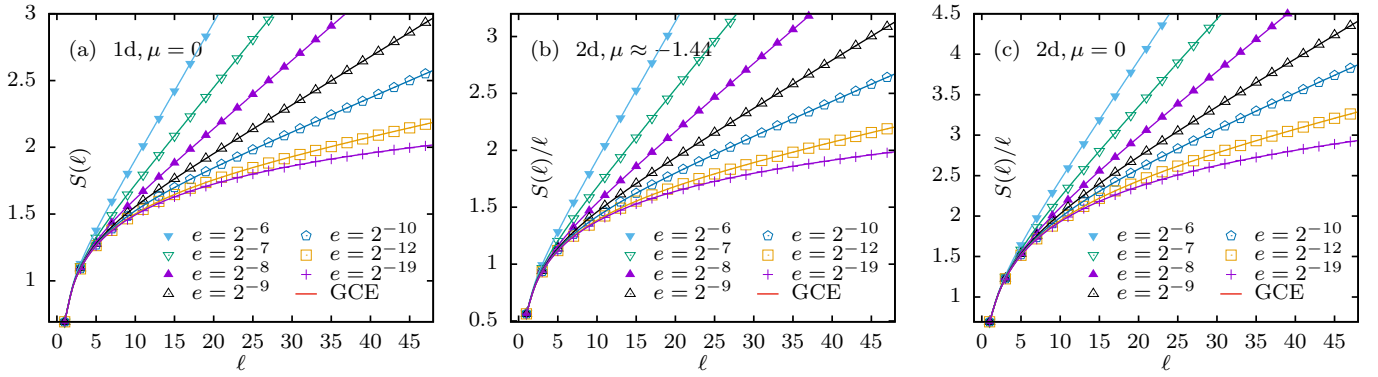 3
2.5
2
1.5
1
S(ℓ)
(a) 1d, μ = 0
e = 2⁻⁶
e = 2⁻⁷
e = 2⁻⁸
e = 2⁻⁹
e = 2⁻¹⁰
e = 2⁻¹²
e = 2⁻¹⁹
GCE
0 5 10 15 20 25 30 35 40 45
ℓ
3
2.5
2
1.5
1
0.5
S(ℓ)/ℓ
(b) 2d, μ ≈ −1.44
e = 2⁻⁶
e = 2⁻⁷
e = 2⁻⁸
e = 2⁻⁹
e = 2⁻¹⁰
e = 2⁻¹²
e = 2⁻¹⁹
GCE
0 5 10 15 20 25 30 35 40 45
ℓ
4.5
4
3.5
3
2.5
2
1.5
1
S(ℓ)/ℓ
(c) 2d, μ = 0
e = 2⁻⁶
e = 2⁻⁷
e = 2⁻⁸
e = 2⁻⁹
e = 2⁻¹⁰
e = 2⁻¹²
e = 2⁻¹⁹
GCE
0 5 10 15 20 25 30 35 40 45
ℓ